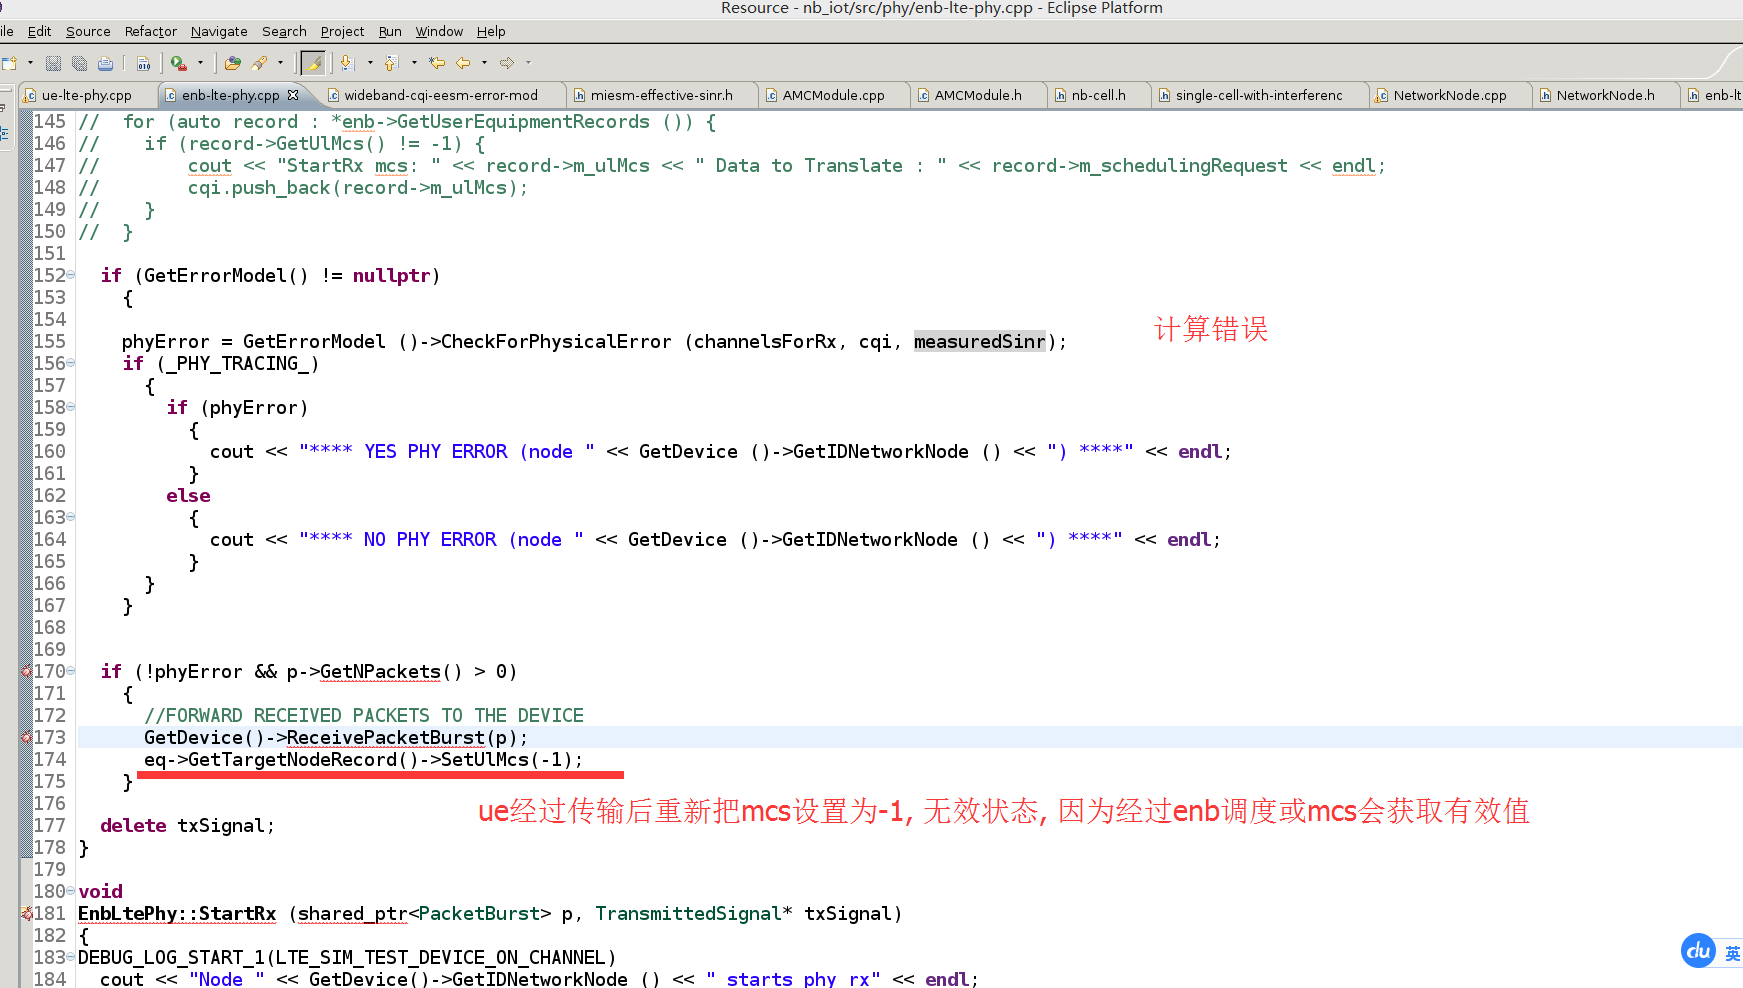 Resource - nb_iot/src/phy/enb-lte-phy.cpp - Eclipse Platform
ile Edit Source Refactor Navigate Search Project Run Window Help
ue-lte-phy.cpp enb-lte-phy.cpp wideband-cqi-eesm-error-mod miesm-effective-sinr.h AMCModule.cpp AMCModule.h nb-cell.h single-cell-with-interferenc NetworkNode.cpp NetworkNode.h enb-lt
145 //  for (auto record : *enb->GetUserEquipmentRecords ()) {
146 //    if (record->GetUlMcs() != -1) {
147 //        cout << "StartRx mcs: " << record->m_ulMcs << " Data to Translate : " << record->m_schedulingRequest << endl;
148 //        cqi.push_back(record->m_ulMcs);
149 //    }
150 //  }
151
152   if (GetErrorModel() != nullptr)
153     {
154
计算错误
155     phyError = GetErrorModel ()->CheckForPhysicalError (channelsForRx, cqi, measuredSinr);
156     if (_PHY_TRACING_)
157       {
158         if (phyError)
159           {
160             cout << "**** YES PHY ERROR (node " << GetDevice ()->GetIDNetworkNode () << ") ****" << endl;
161           }
162         else
163           {
164             cout << "**** NO PHY ERROR (node " << GetDevice ()->GetIDNetworkNode () << ") ****" << endl;
165           }
166       }
167     }
168
169
170   if (!phyError && p->GetNPackets() > 0)
171     {
172       //FORWARD RECEIVED PACKETS TO THE DEVICE
173       GetDevice()->ReceivePacketBurst(p);
174       eq->GetTargetNodeRecord()->SetUlMcs(-1);
175     }
176
ue经过传输后重新把mcs设置为-1, 无效状态, 因为经过enb调度或mcs会获取有效值
177   delete txSignal;
178 }
179
180 void
181 EnbLtePhy::StartRx (shared_ptr<PacketBurst> p, TransmittedSignal* txSignal)
182 {
183 DEBUG_LOG_START_1(LTE_SIM_TEST_DEVICE_ON_CHANNEL)
184   cout << "Node " << GetDevice()->GetIDNetworkNode () << " starts phy rx" << endl;
du 英